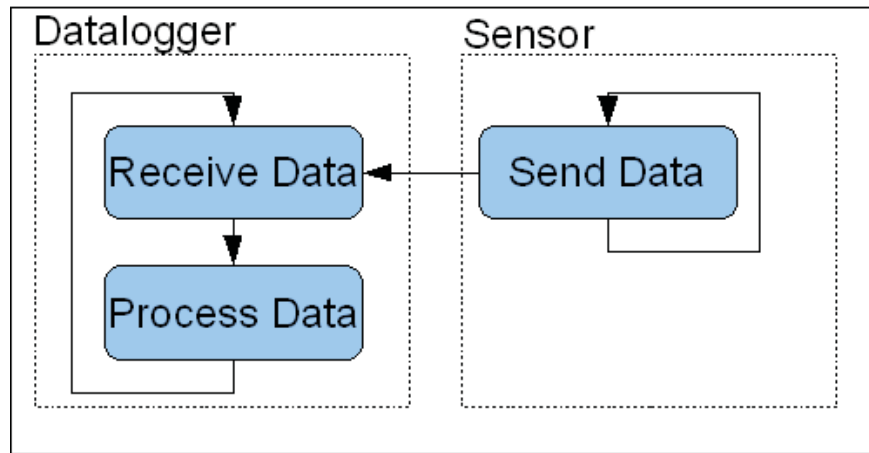 Datalogger
Sensor
Receive Data
Send Data
Process Data